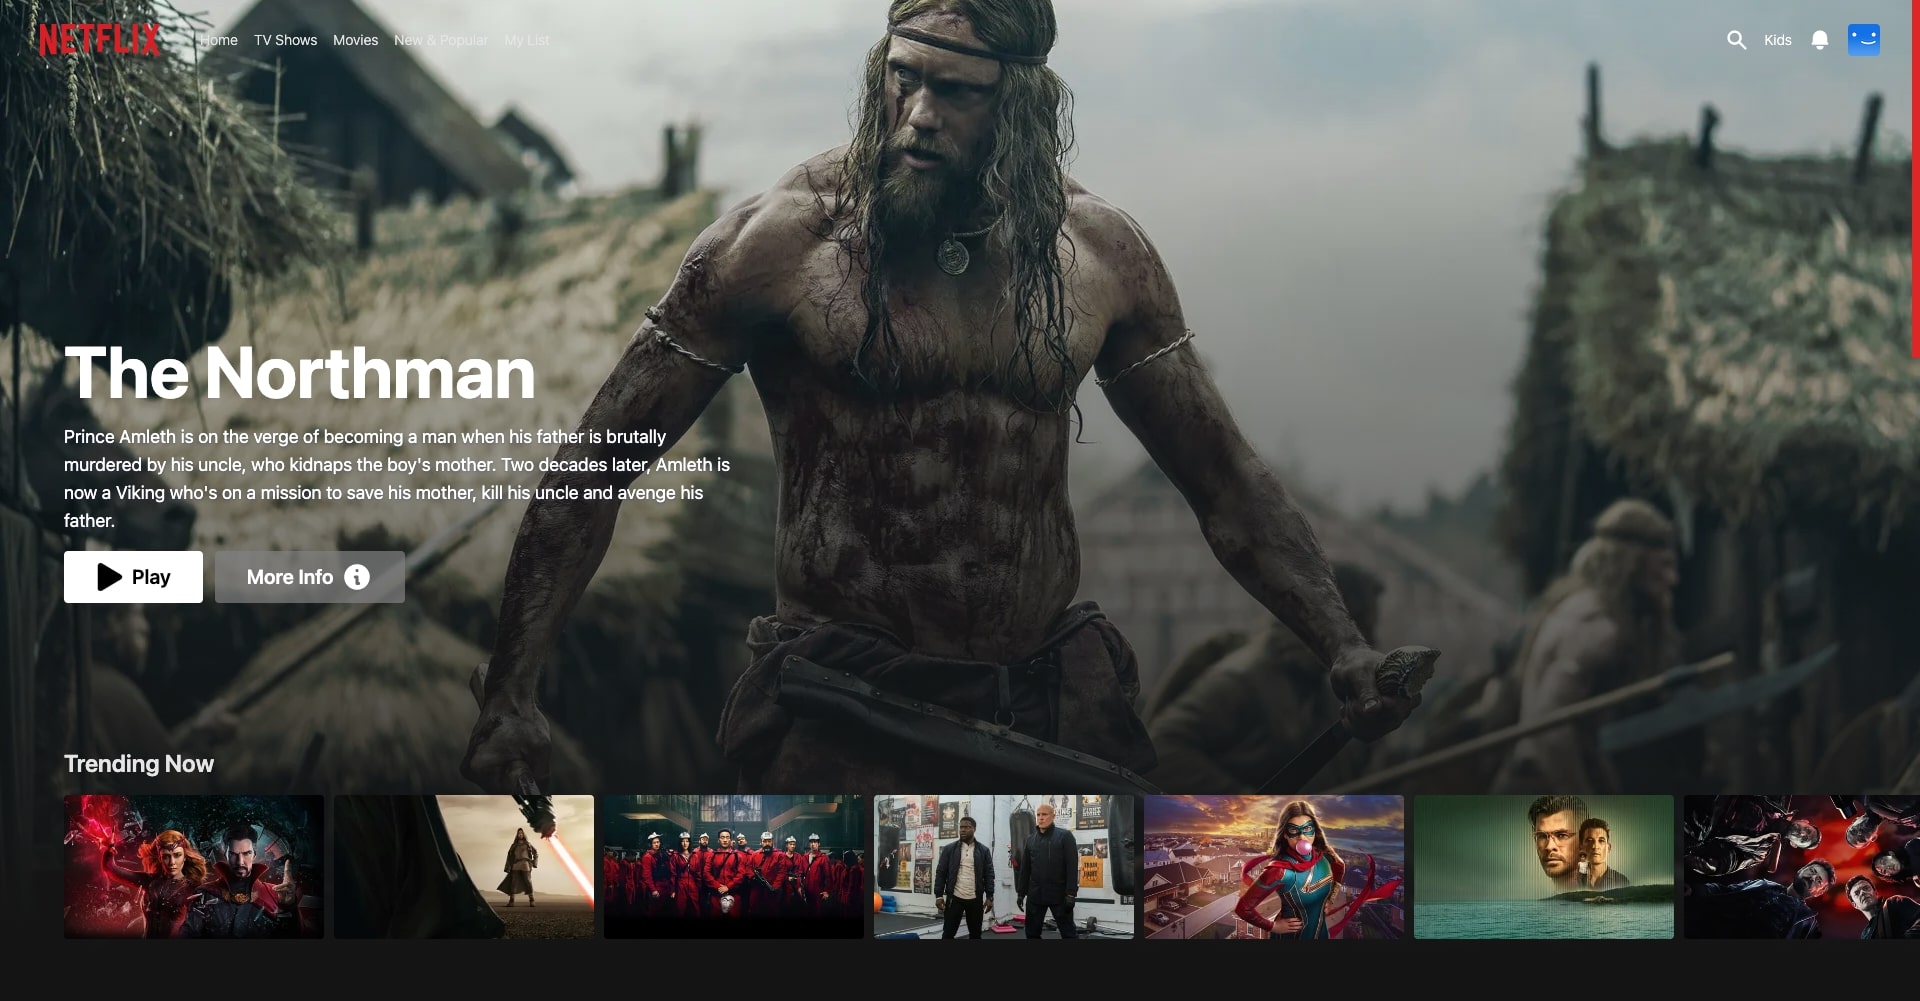 NETFLIX
Home TV Shows Movies New & Popular My List
Kids
The Northman
Prince Amleth is on the verge of becoming a man when his father is brutally
murdered by his uncle, who kidnaps the boy's mother. Two decades later, Amleth is
now a Viking who's on a mission to save his mother, kill his uncle and avenge his
father.
Play
More Info
Trending Now